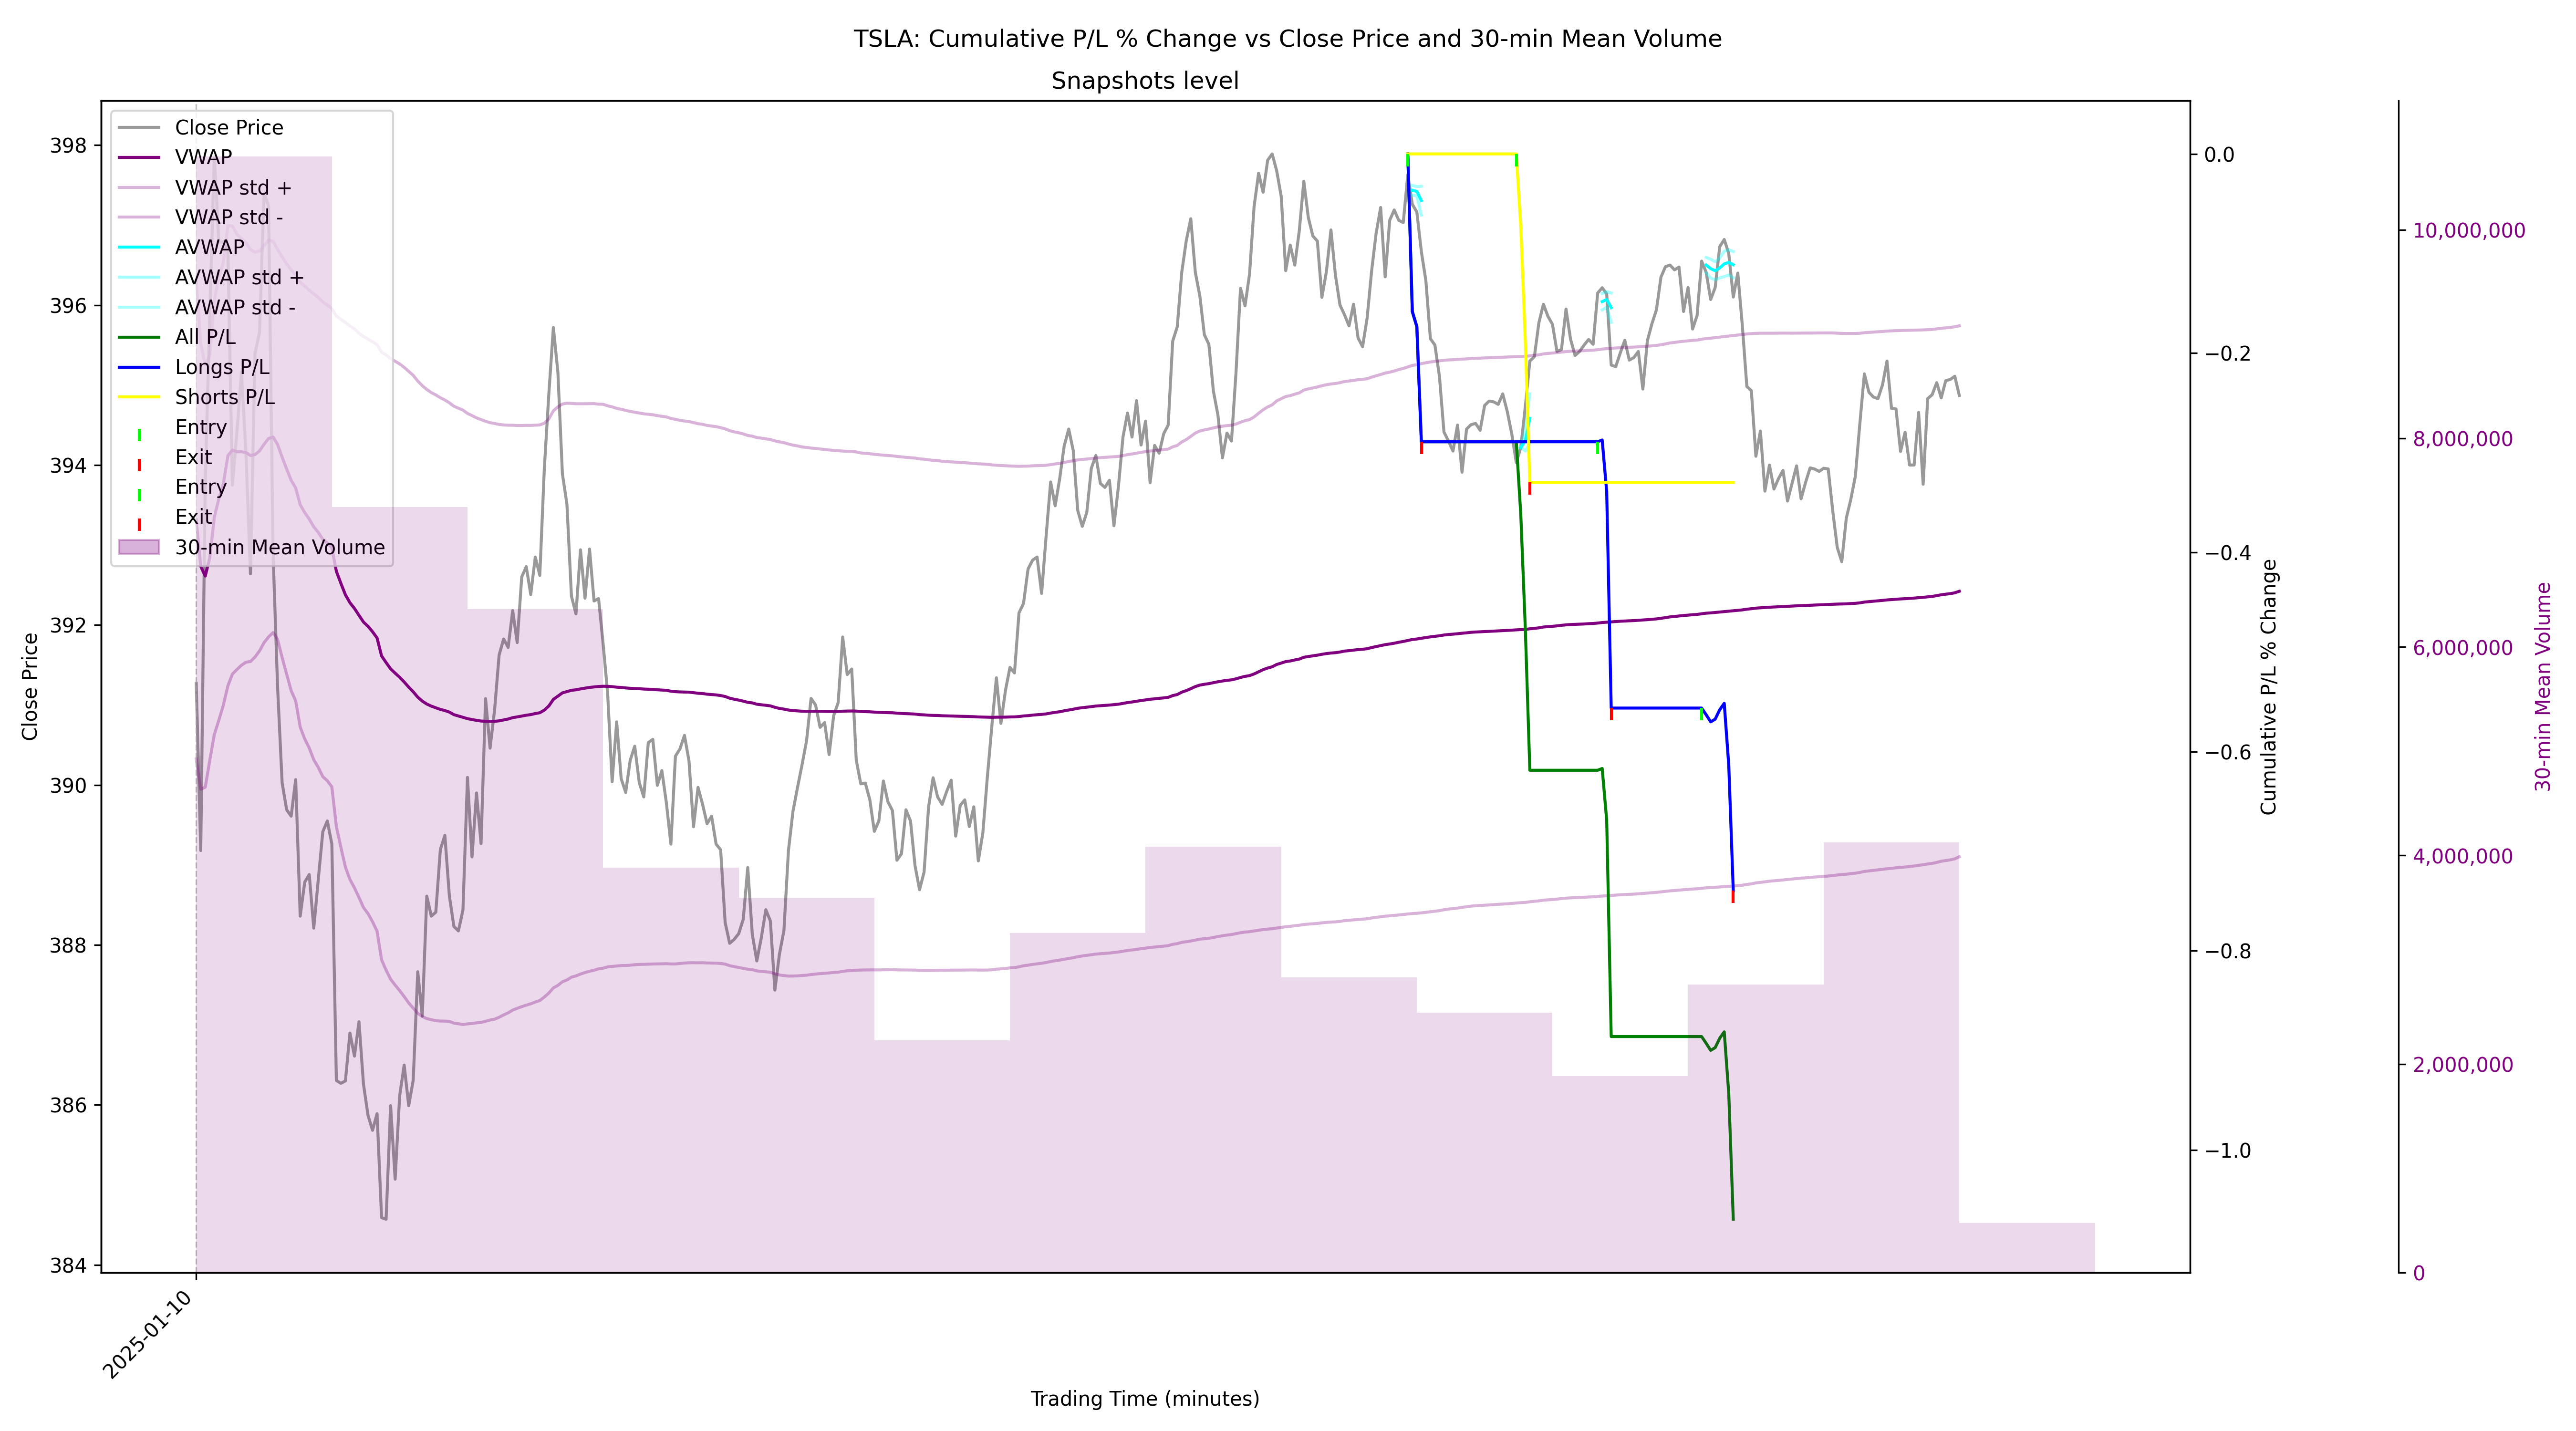 TSLA: Cumulative P/L % Change vs Close Price and 30-min Mean Volume
Snapshots level
Close Price
VWAP
VWAP std +
VWAP std -
AVWAP
AVWAP std +
AVWAP std -
All P/L
Longs P/L
Shorts P/L
Entry
Exit
Entry
Exit
30-min Mean Volume
398
396
394
392
390
388
386
384
Close Price
0.0
−0.2
−0.4
−0.6
−0.8
−1.0
Cumulative P/L % Change
10,000,000
8,000,000
6,000,000
4,000,000
2,000,000
0
30-min Mean Volume
2025-01-10
Trading Time (minutes)